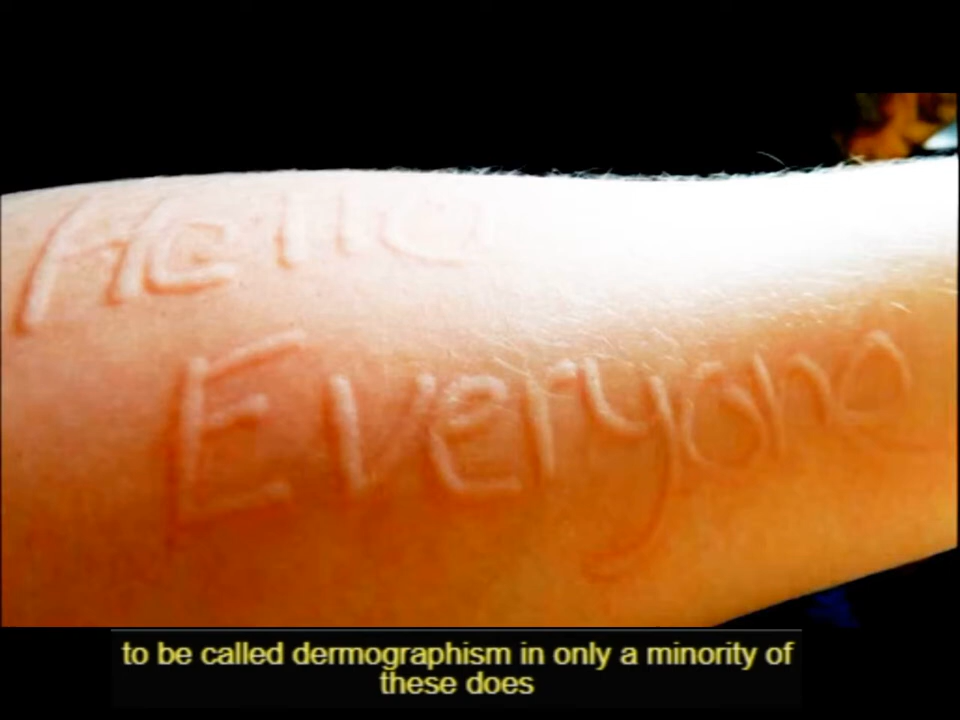 Hello
Everyone
to be called dermographism in only a minority of
these does